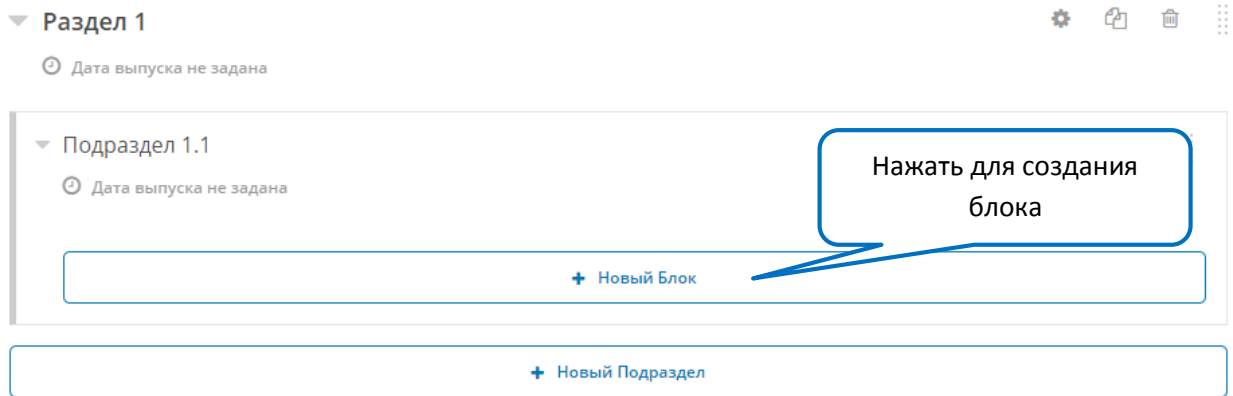 Раздел 1
Дата выпуска не задана
Подраздел 1.1
Дата выпуска не задана
Нажать для создания
блока
+ Новый Блок
+ Новый Подраздел